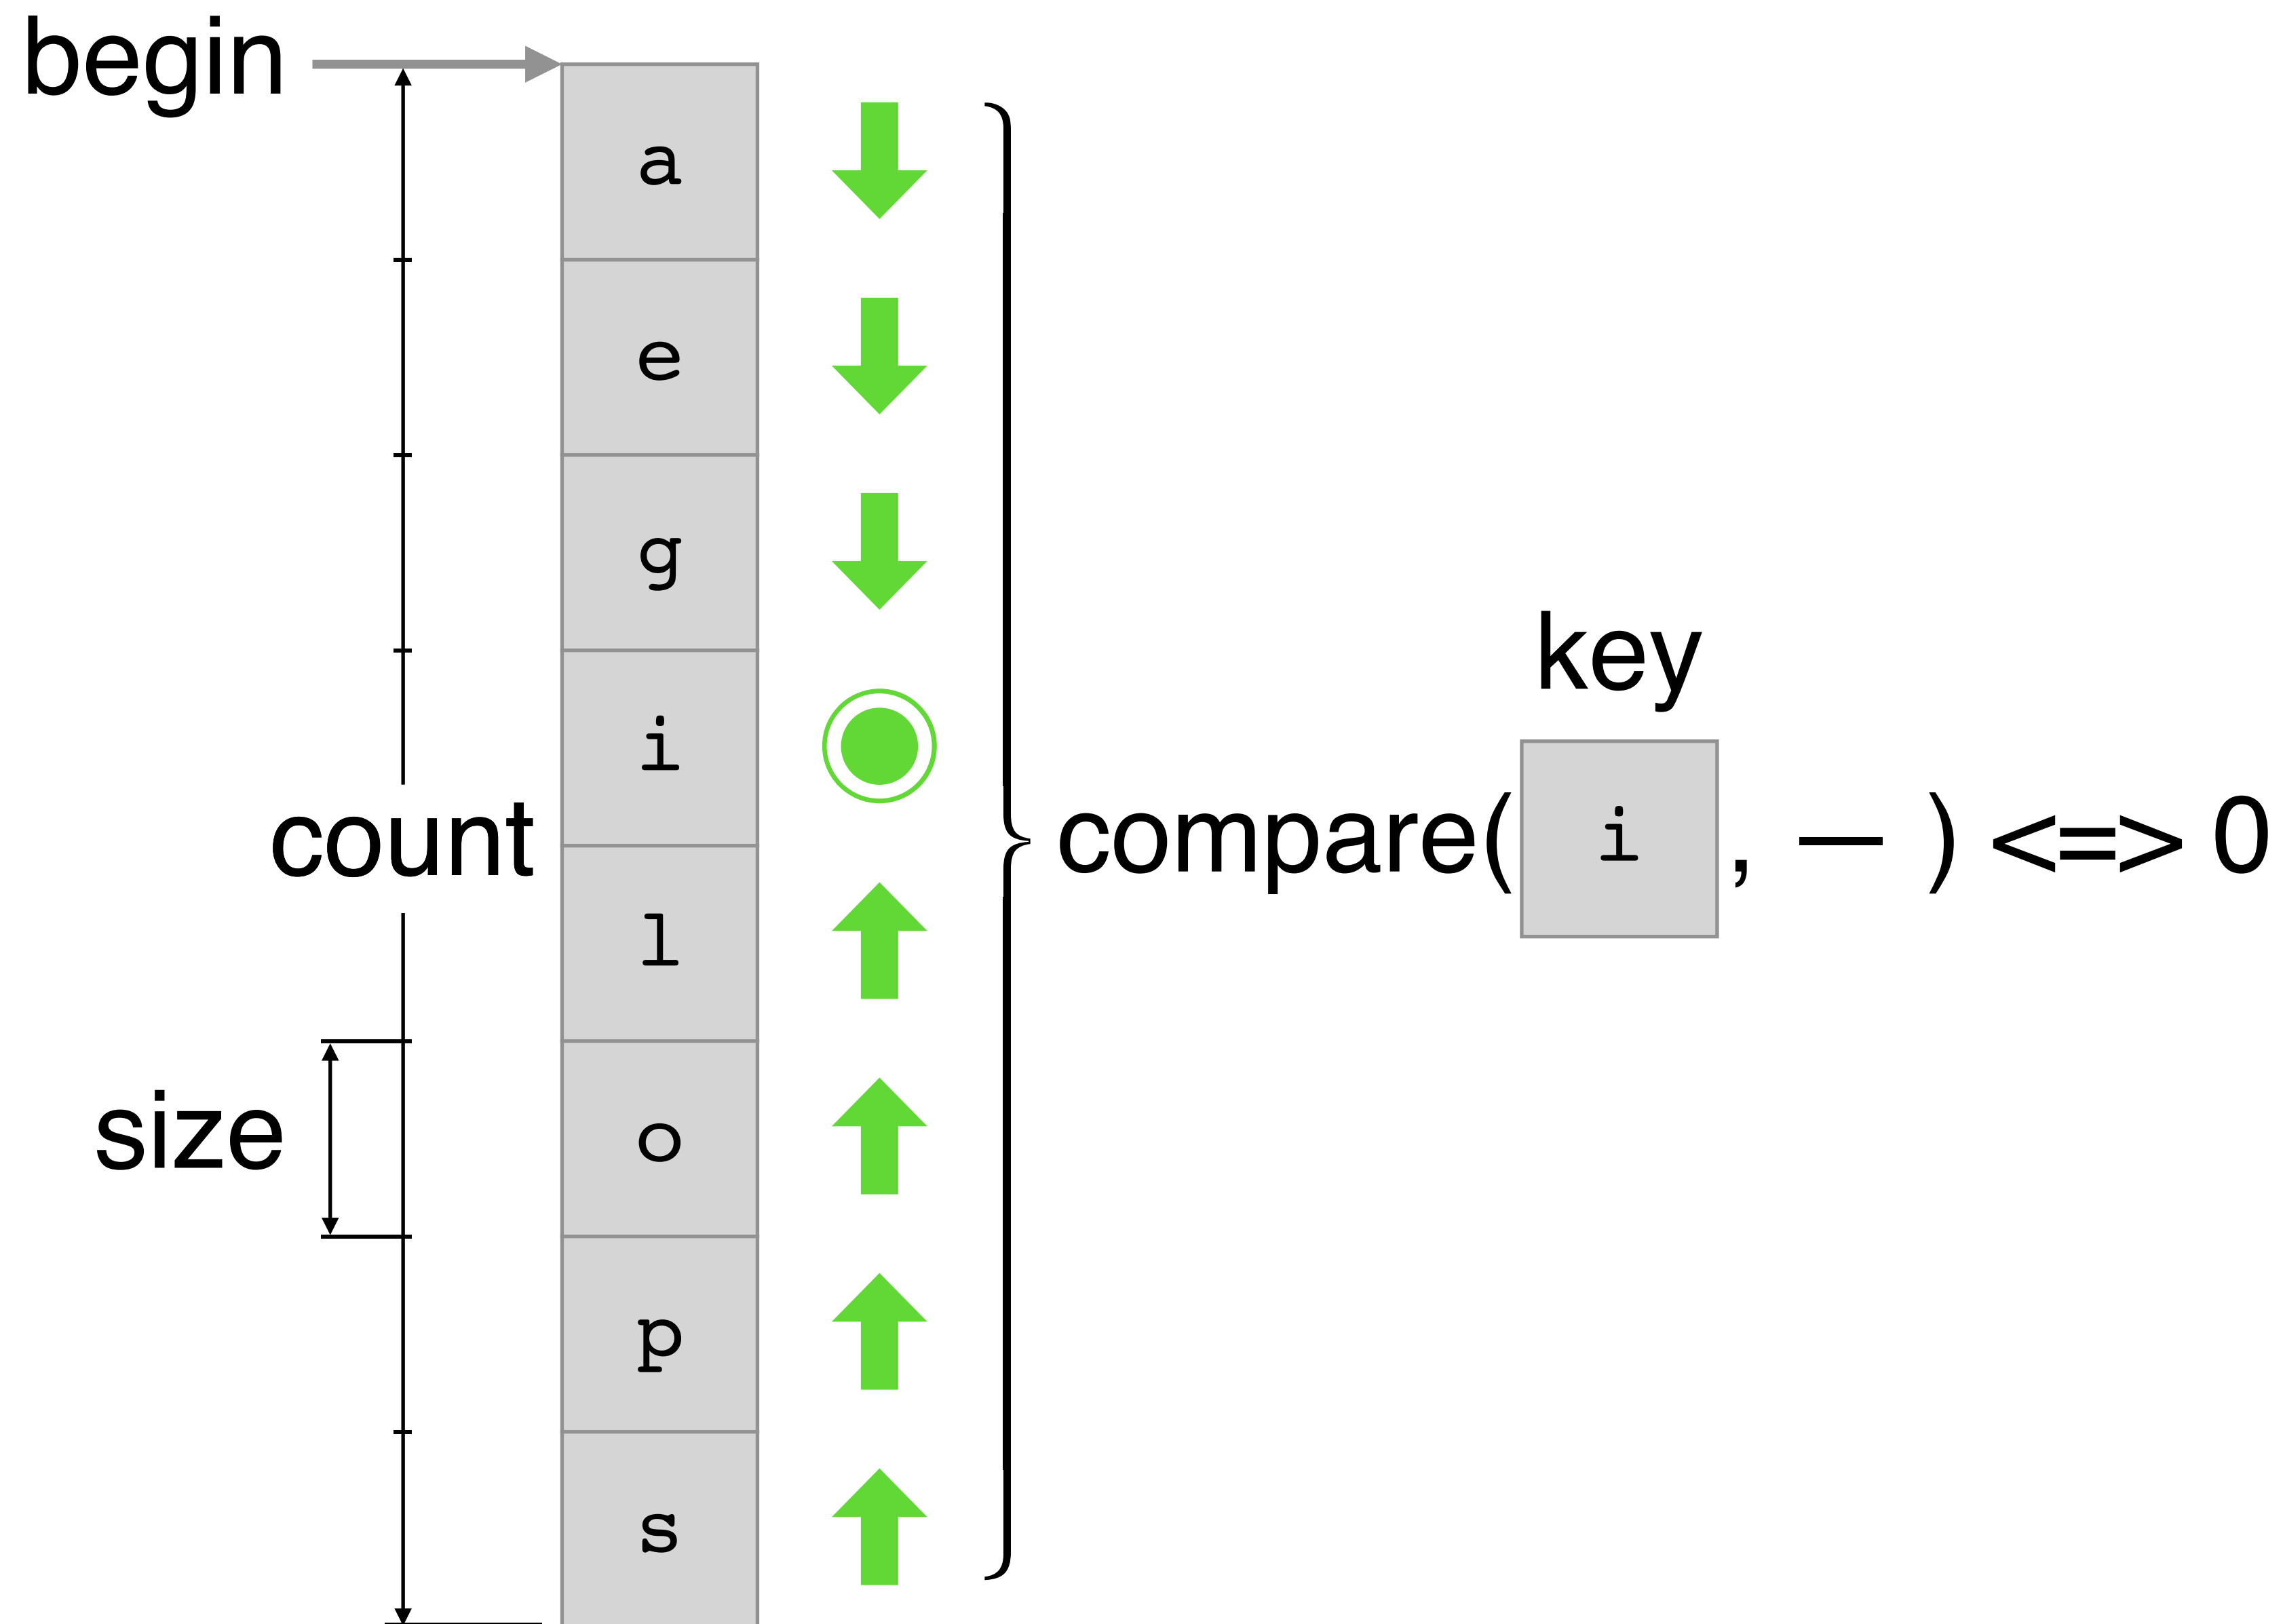 begin
a
e
g
key
i
count
compare( i , — ) <=> 0
l
size
o
p
s